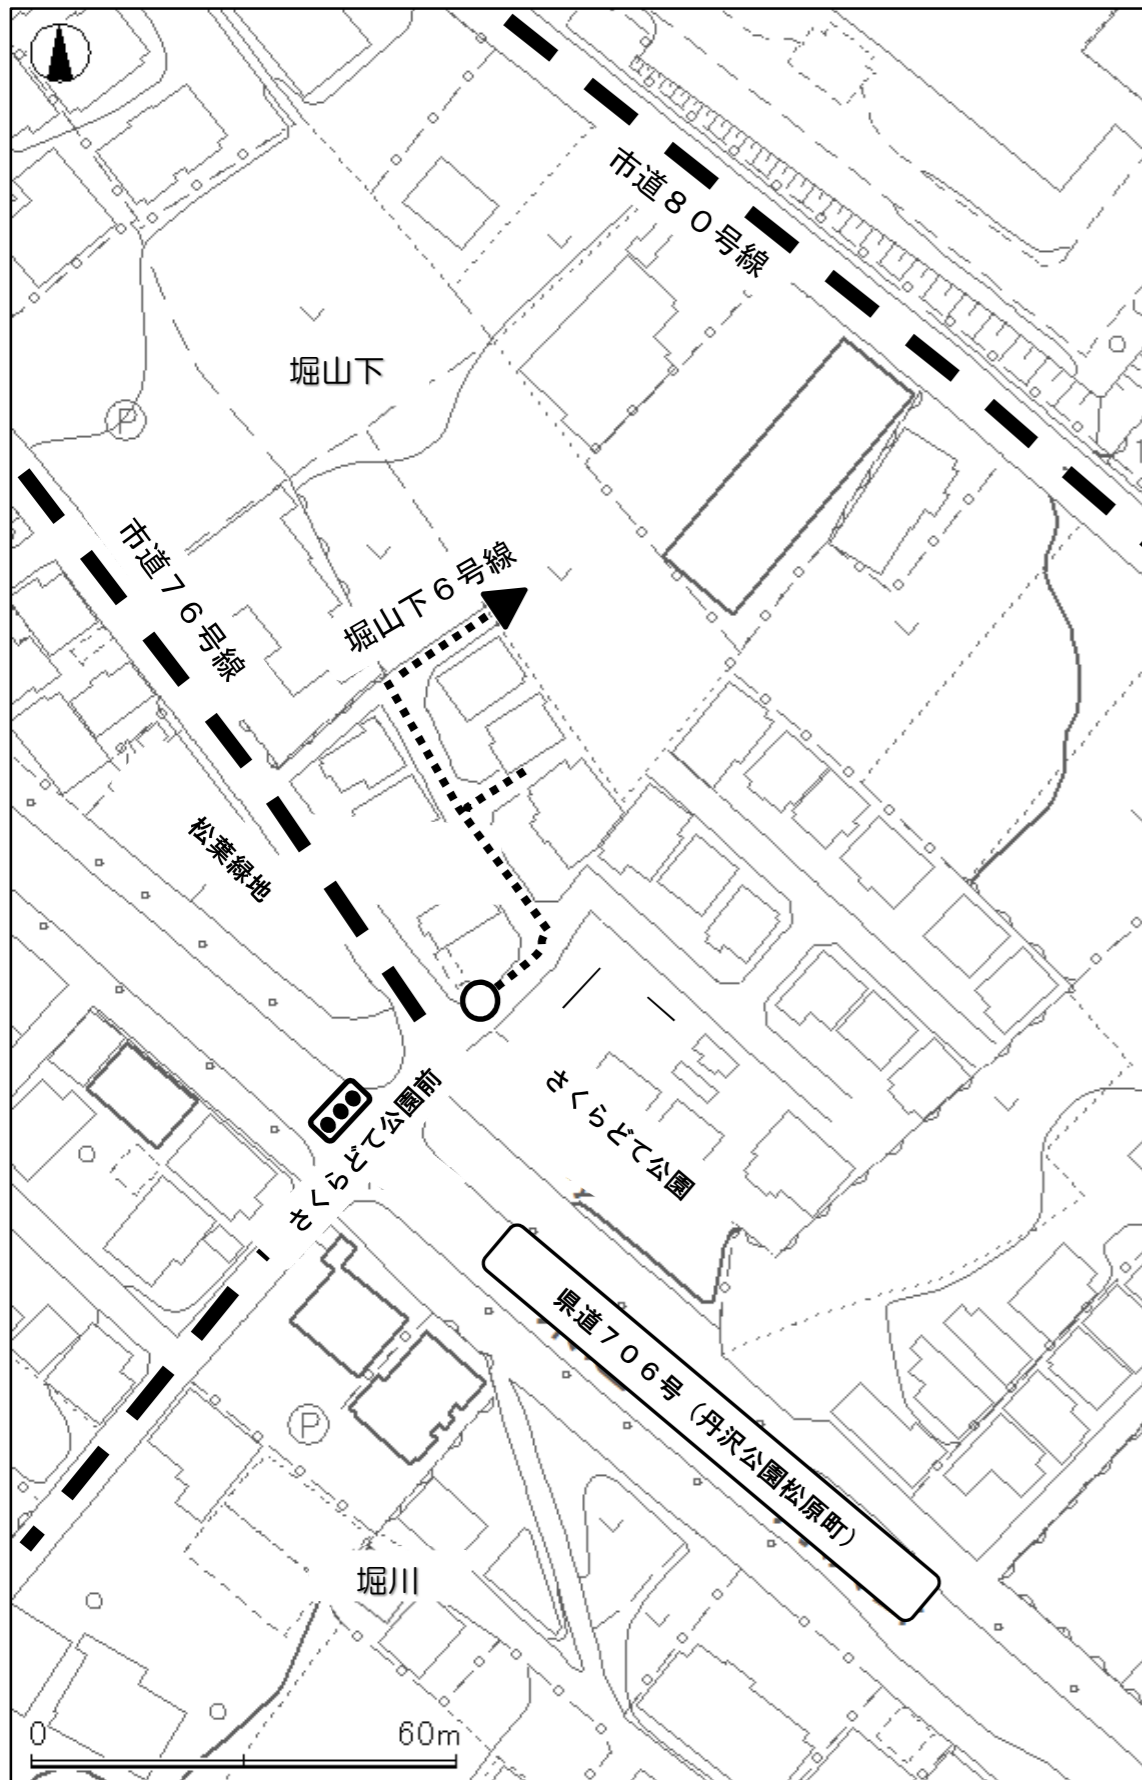 市道８０号線
堀山下
P
市道７６号線
堀山下６号線
松葉緑地
さくらどて公園前
さくらどて公園
県道７０６号（丹沢公園松原町）
P
堀川
0 60m